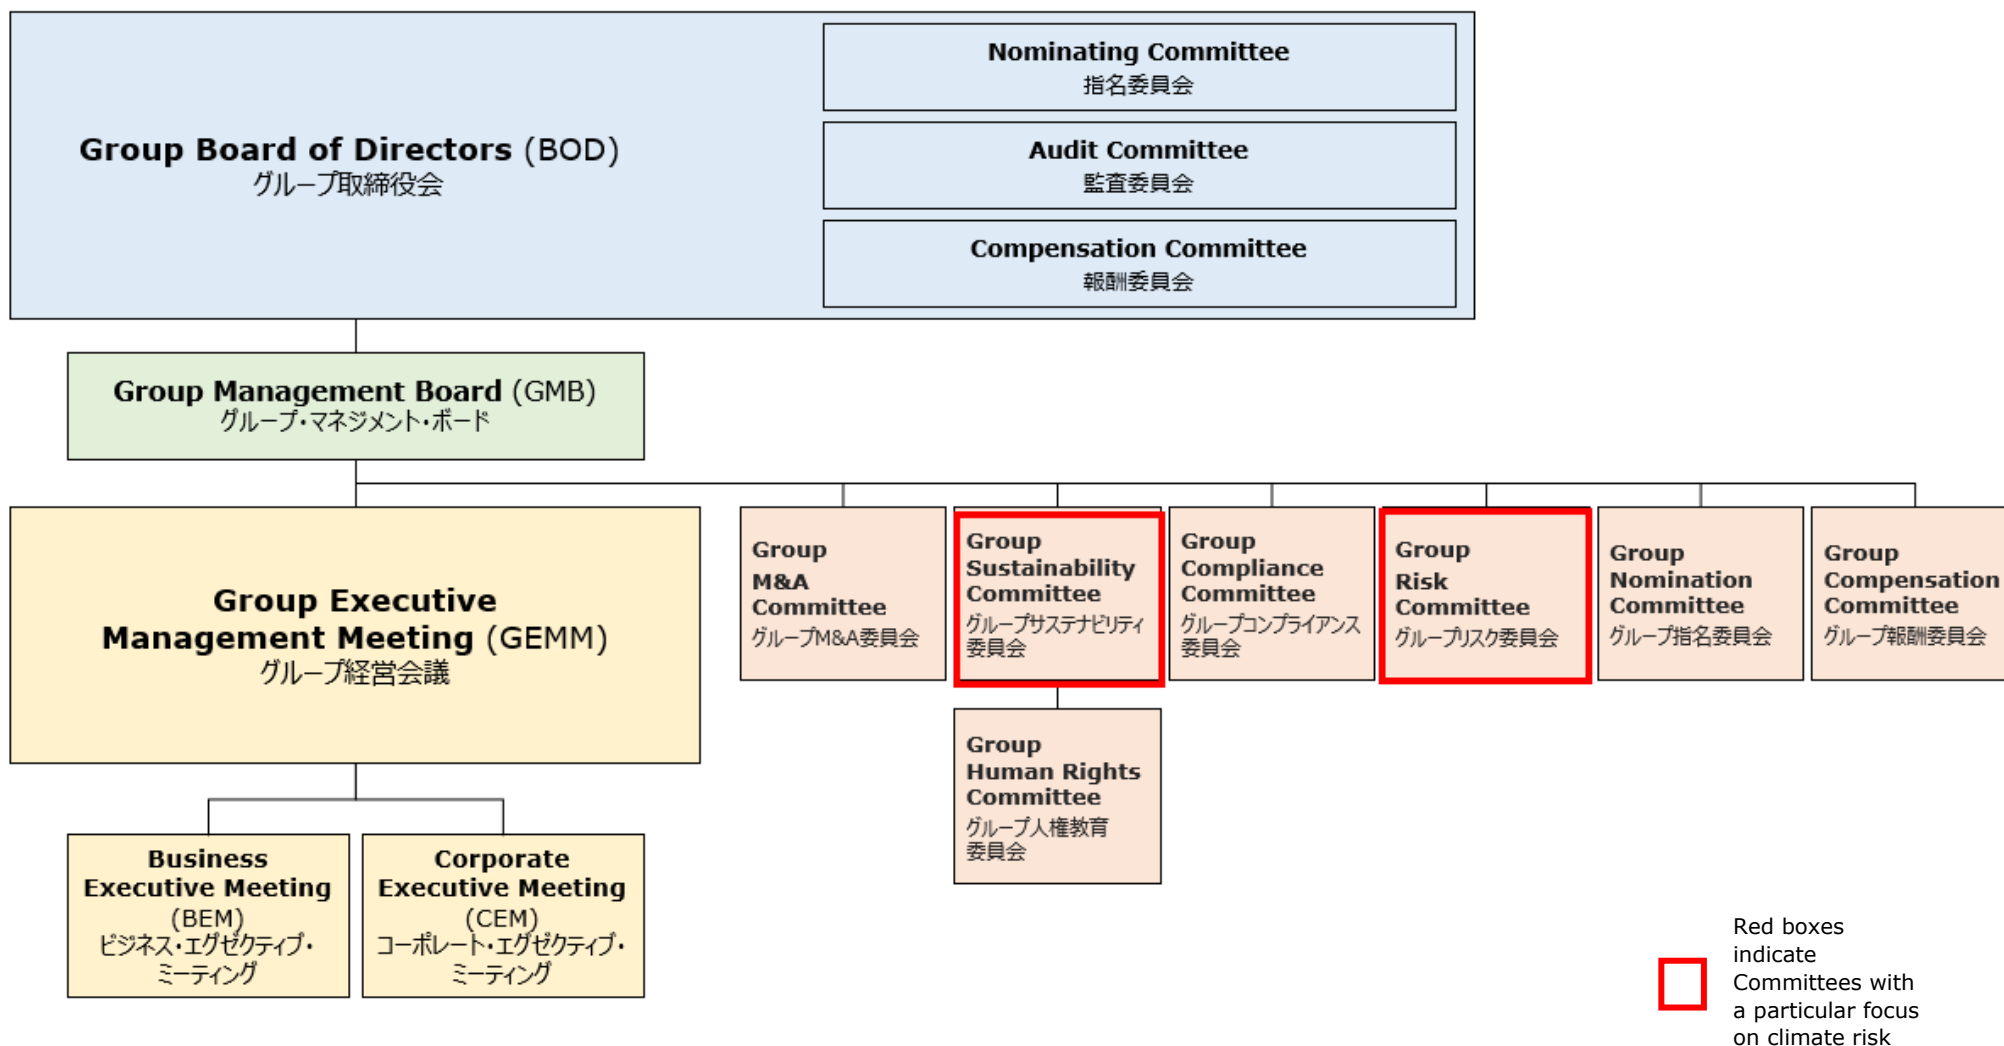 Group Board of Directors (BOD)
グループ取締役会
Nominating Committee
指名委員会
Audit Committee
監査委員会
Compensation Committee
報酬委員会
Group Management Board (GMB)
グループ・マネジメント・ボード
Group Executive
Management Meeting (GEMM)
グループ経営会議
Group
M&A
Committee
グループM&A委員会
Group
Sustainability
Committee
グループサステナビリティ
委員会
Group
Compliance
Committee
グループコンプライアンス
委員会
Group
Risk
Committee
グループリスク委員会
Group
Nomination
Committee
グループ指名委員会
Group
Compensation
Committee
グループ報酬委員会
Group
Human Rights
Committee
グループ人権教育
委員会
Business
Executive Meeting
(BEM)
ビジネス・エグゼクティブ・
ミーティング
Corporate
Executive Meeting
(CEM)
コーポレート・エグゼクティブ・
ミーティング
Red boxes
indicate
Committees with
a particular focus
on climate risk